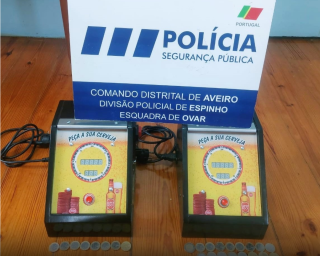 PORTUGAL
POLÍCIA
SEGURANÇA PÚBLICA
COMANDO DISTRITAL DE AVEIRO
DIVISÃO POLICIAL DE ESPINHO
ESQUADRA DE OVAR
PEÇA A SUA CERVEJA
PEÇA A SUA CERVEJA